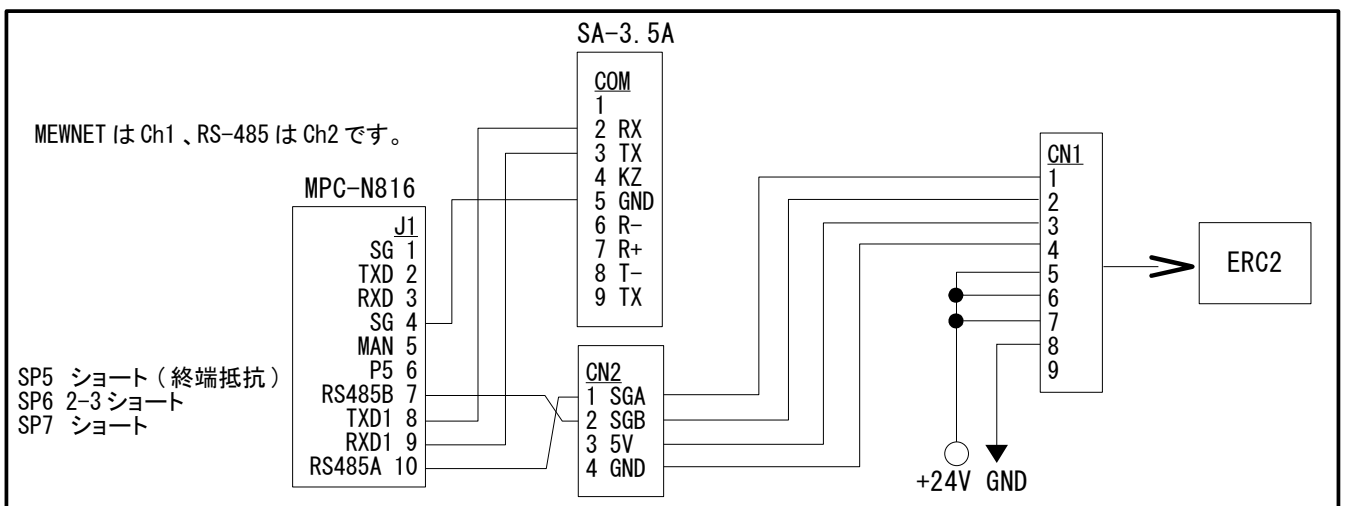 SA-3.5A
COM
1
2 RX
3 TX
4 KZ
5 GND
6 R-
7 R+
8 T-
9 TX
MEWNET は Ch1 、RS-485 は Ch2 です。
MPC-N816
J1
SG 1
TXD 2
RXD 3
SG 4
MAN 5
P5 6
RS485B 7
TXD1 8
RXD1 9
RS485A 10
SP5 ショート ( 終端抵抗 )
SP6 2-3 ショート
SP7 ショート
CN2
1 SGA
2 SGB
3 5V
4 GND
CN1
1
2
3
4
5
6
7
8
9
+24V GND
ERC2